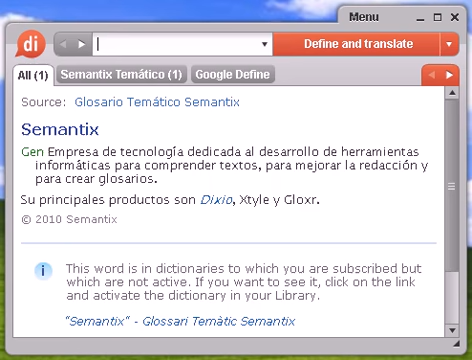 Menu
di
Define and translate
All (1)
Semantix Temático (1)
Google Define
Source: Glosario Temático Semantix
Semantix
Gen Empresa de tecnología dedicada al desarrollo de herramientas
informáticas para comprender textos, para mejorar la redacción y
para crear glosarios.
Su principales productos son Dixio, Xtyle y Gloxr.
© 2010 Semantix
i
This word is in dictionaries to which you are subscribed but
which are not active. If you want to see it, click on the link
and activate the dictionary in your Library.
"Semantix" - Glossari Temàtic Semantix